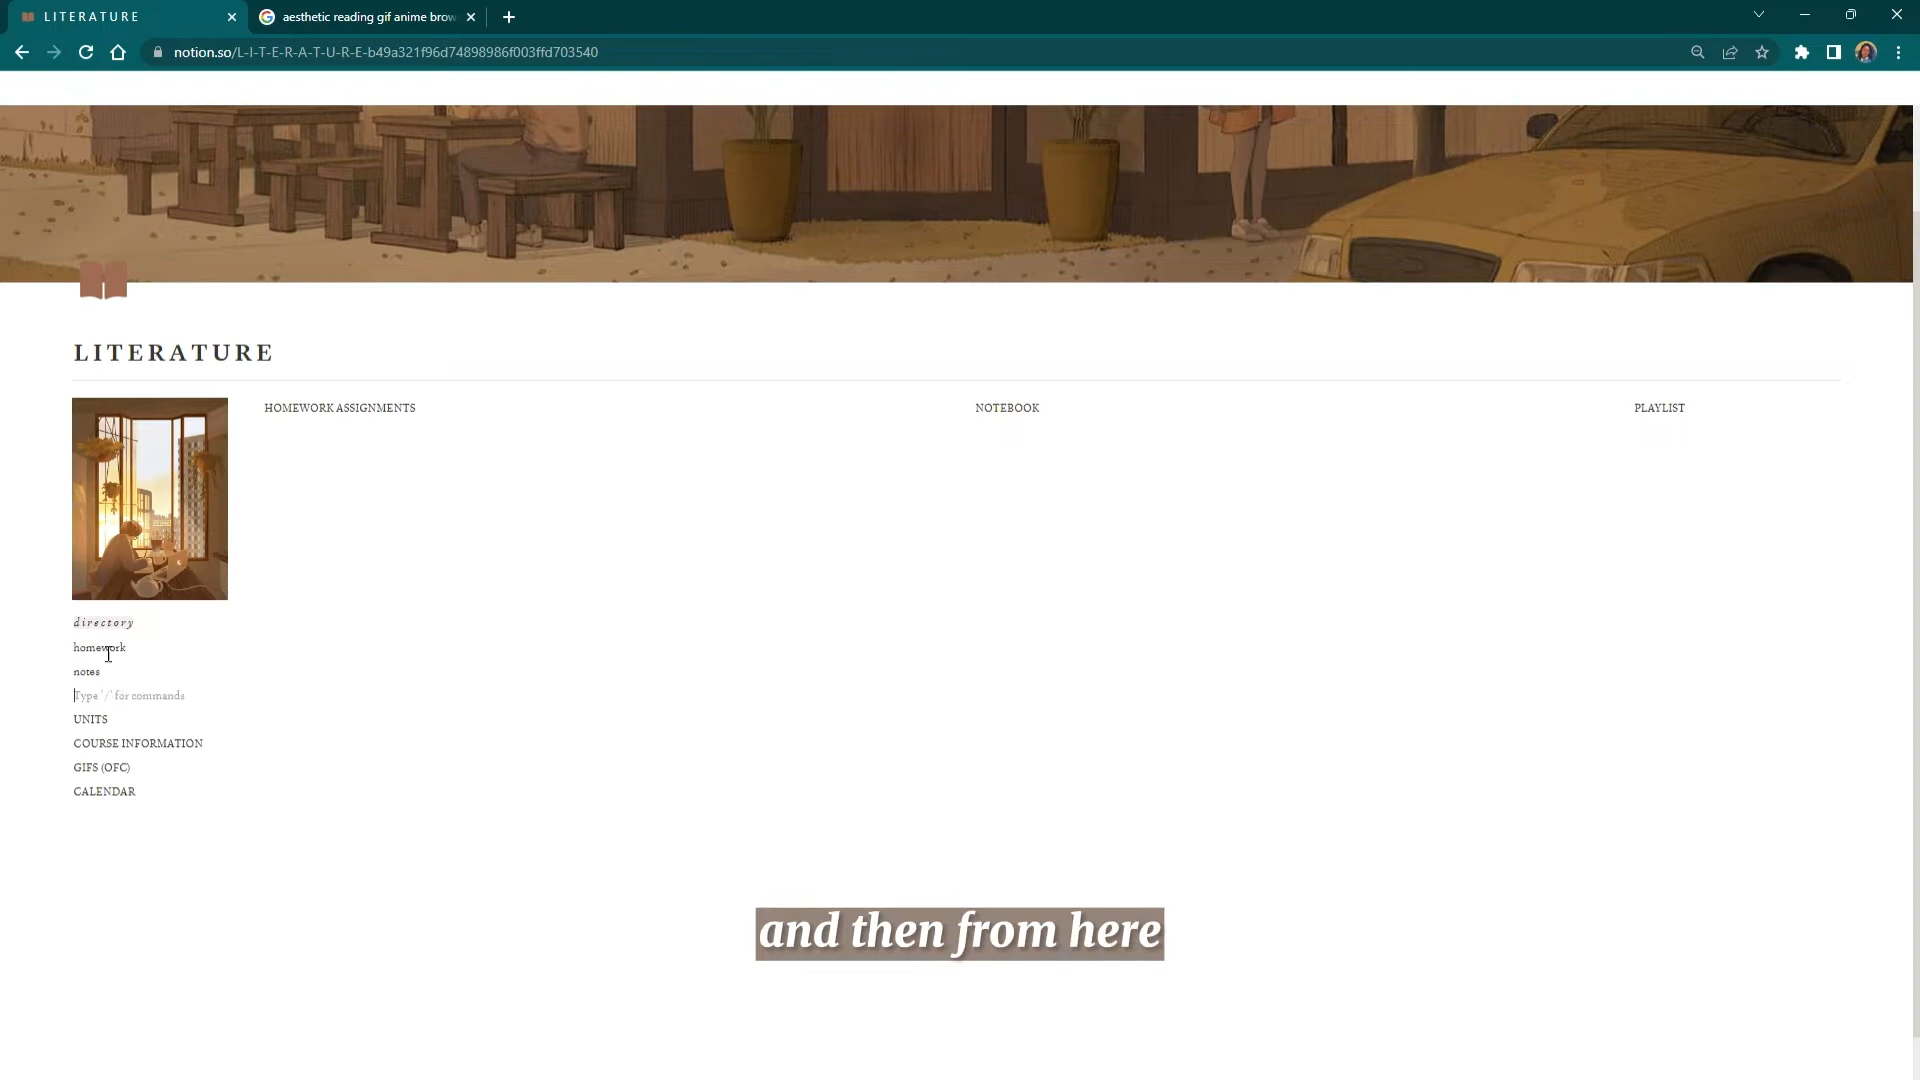 LITERATURE
aesthetic reading gif anime brow
notion.so/L-I-T-E-R-A-T-U-R-E-b49a321f96d74898986f003ffd703540
LITERATURE
HOMEWORK ASSIGNMENTS
NOTEBOOK
PLAYLIST
directory
homework
notes
Type '/' for commands
UNITS
COURSE INFORMATION
GIFS (OFC)
CALENDAR
and then from here